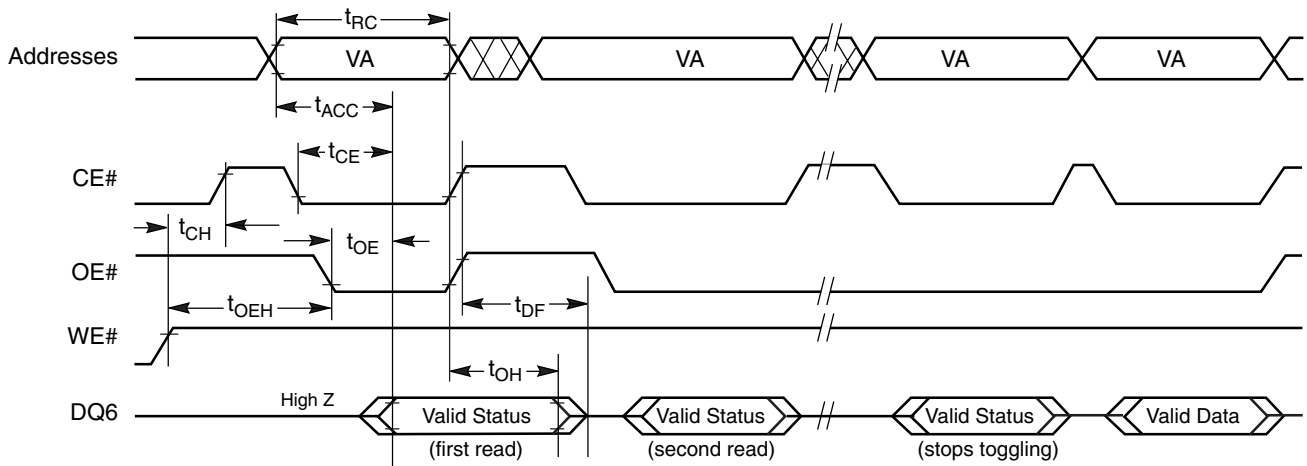 tRC
Addresses VA VA VA VA
tACC
tCE
CE#
tCH tOE
OE#
tOEH tDF
WE#
tOH
High Z
DQ6 Valid Status Valid Status Valid Status Valid Data
(first read) (second read) (stops toggling)